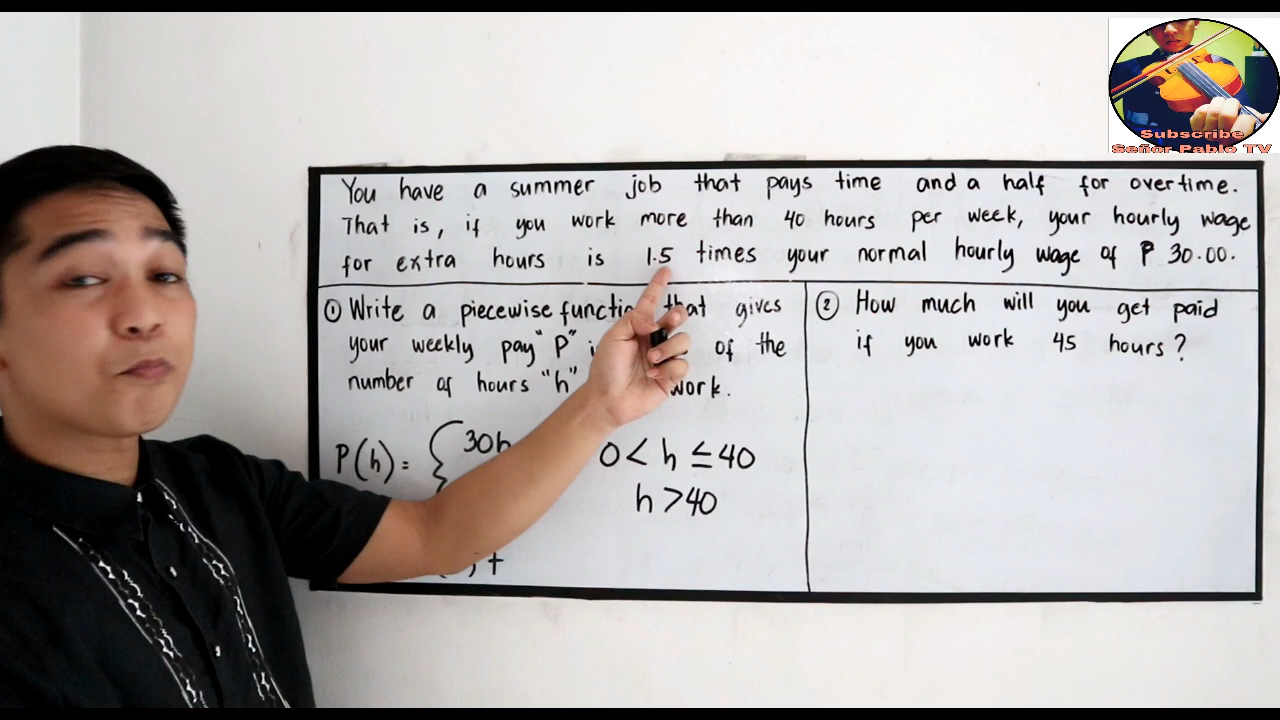 Subscribe
Señor Pablo TV
You have a summer job that pays time and a half for overtime.
That is, if you work more than 40 hours per week, your hourly wage
for extra hours is 1.5 times your normal hourly wage of ₱ 30.00.
① Write a piecewise that gives
your weekly pay "P" of the
number of hours "h" work.
P(h) = { 30h 0 < h ≤ 40
h > 40
) +
② How much will you get paid
if you work 45 hours?